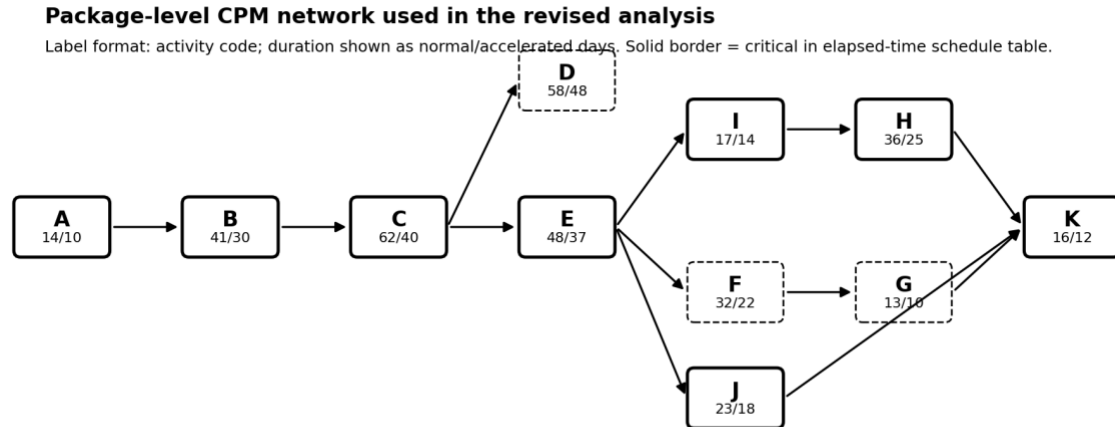 Package-level CPM network used in the revised analysis
Label format: activity code; duration shown as normal/accelerated days. Solid border = critical in elapsed-time schedule table.
D
58/48
I
17/14
H
36/25
A
14/10
B
41/30
C
62/40
E
48/37
K
16/12
F
32/22
G
13/10
J
23/18